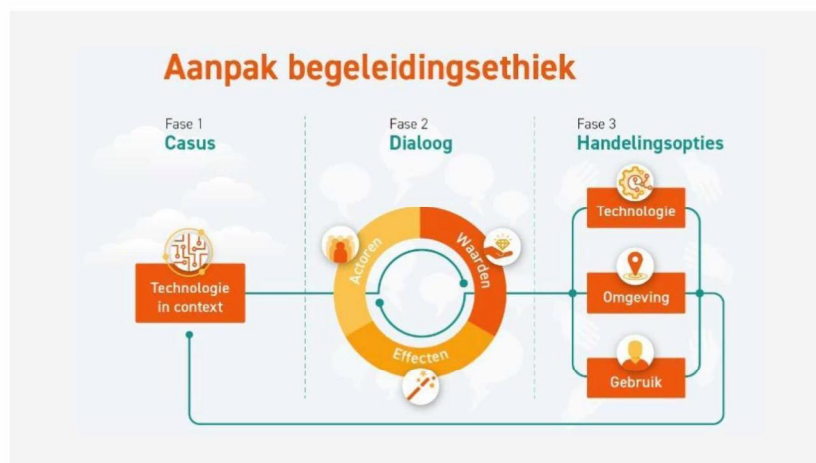 Aanpak begeleidingsethiek
Fase 1
Casus
Fase 2
Dialoog
Fase 3
Handelingsopties
Technologie
in context
Actoren
Waarden
Effecten
Technologie
Omgeving
Gebruik